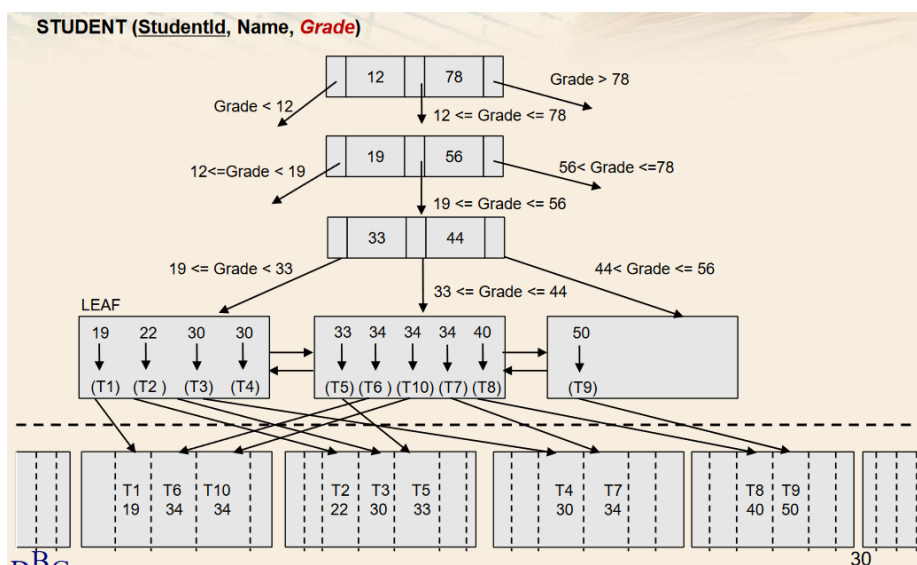 STUDENT (StudentId, Name, Grade)
12 78
Grade > 78
Grade < 12
12 <= Grade <= 78
19 56
12<=Grade < 19
56< Grade <=78
19 <= Grade <= 56
33 44
19 <= Grade < 33
44< Grade <= 56
33 <= Grade <= 44
LEAF
19 22 30 30 33 34 34 34 40 50
(T1) (T2 ) (T3) (T4) (T5) (T6 ) (T10) (T7) (T8) (T9)
T1 T6 T10 T2 T3 T5 T4 T7 T8 T9
19 34 34 22 30 33 30 34 40 50
30